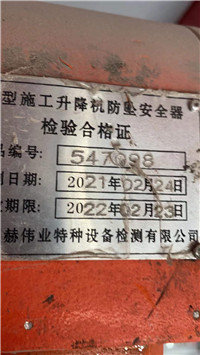 型施工升降机防坠安全器
检验合格证
品编号：547098
制日期：2021年02月24日
效期限：2022年02月23日
赫伟业特种设备检测有限公司